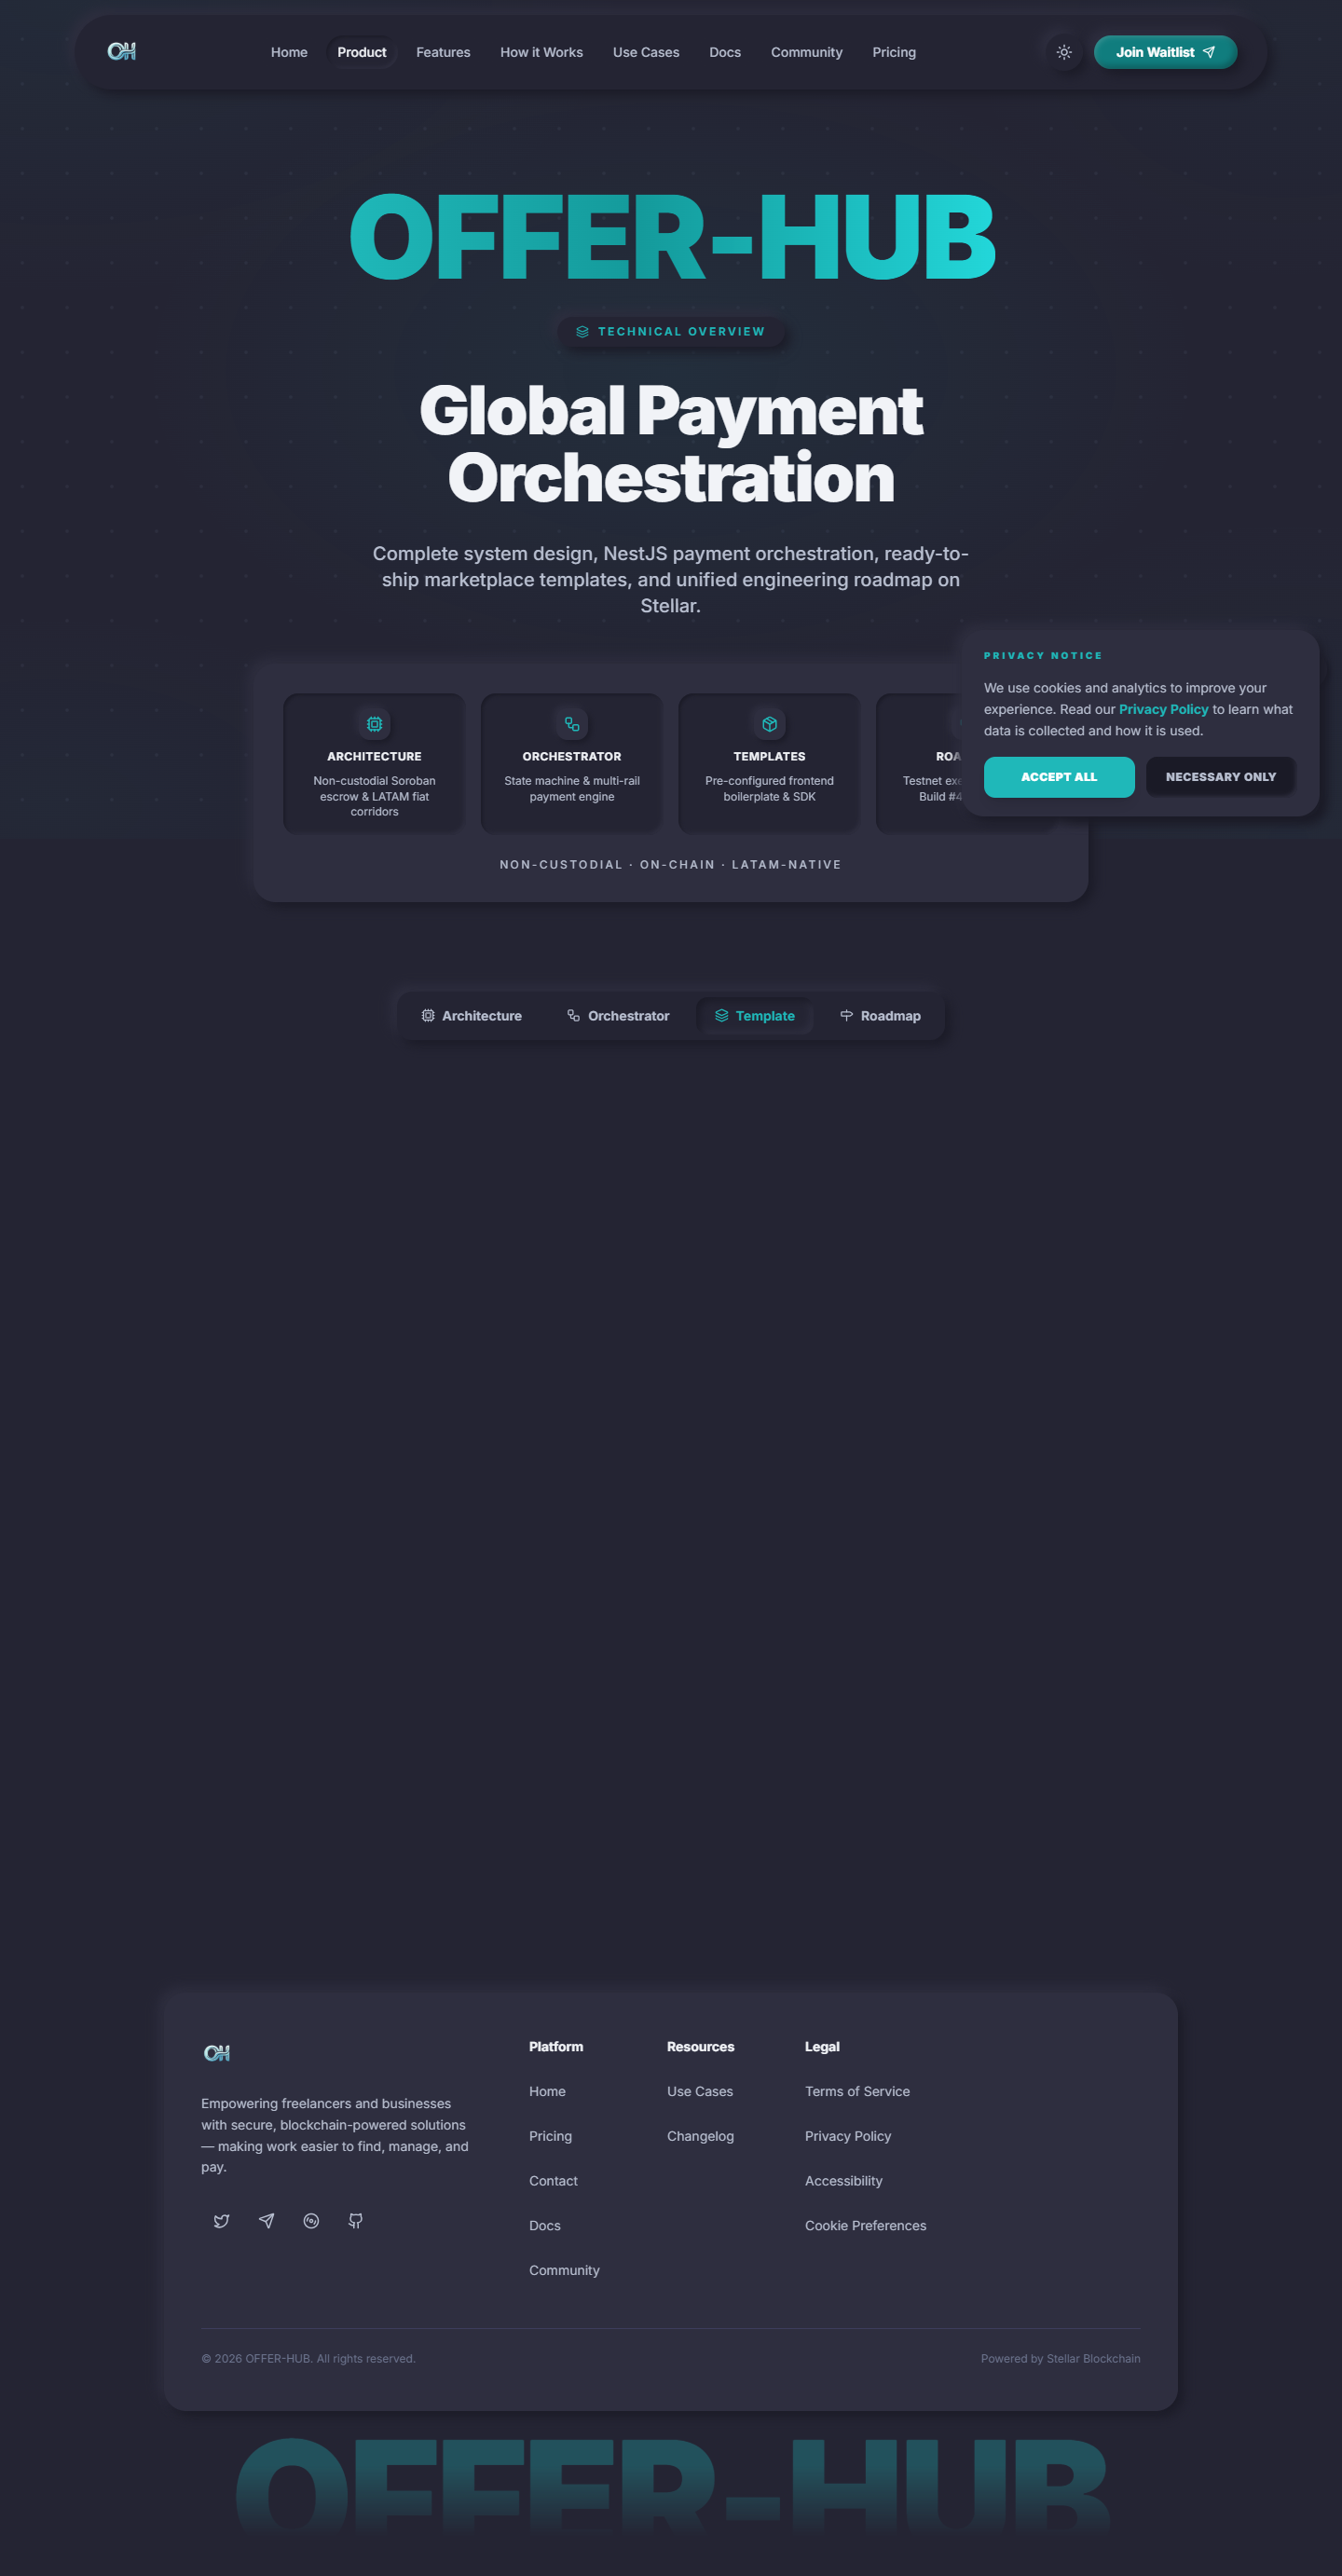 OH
Home Product Features How it Works Use Cases Docs Community Pricing
Join Waitlist
OFFER-HUB
TECHNICAL OVERVIEW
Global Payment
Orchestration
Complete system design, NestJS payment orchestration, ready-to-
ship marketplace templates, and unified engineering roadmap on
Stellar.
ARCHITECTURE
Non-custodial Soroban
escrow & LATAM fiat
corridors
ORCHESTRATOR
State machine & multi-rail
payment engine
TEMPLATES
Pre-configured frontend
boilerplate & SDK
Testnet
Build
NON-CUSTODIAL · ON-CHAIN · LATAM-NATIVE
PRIVACY NOTICE
We use cookies and analytics to improve your
experience. Read our Privacy Policy to learn what
data is collected and how it is used.
ACCEPT ALL
NECESSARY ONLY
Architecture Orchestrator Template Roadmap
OH
Empowering freelancers and businesses
with secure, blockchain-powered solutions
— making work easier to find, manage, and
pay.
Platform
Home
Pricing
Contact
Docs
Community
Resources
Use Cases
Changelog
Legal
Terms of Service
Privacy Policy
Accessibility
Cookie Preferences
© 2026 OFFER-HUB. All rights reserved.
Powered by Stellar Blockchain
OFFER-HUB